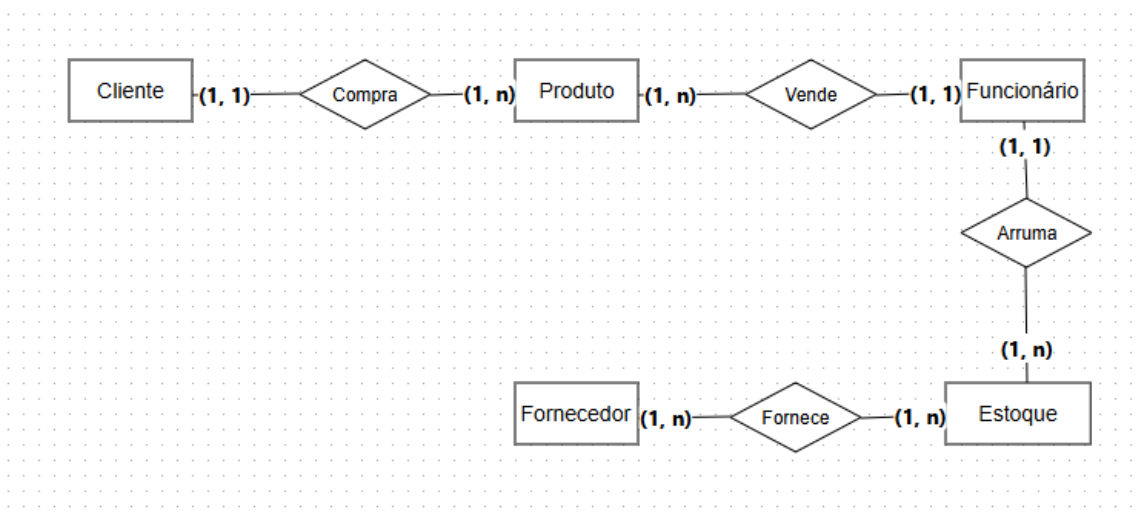 Cliente (1, 1) Compra (1, n) Produto (1, n) Vende (1, 1) Funcionário
(1, 1)
Arruma
(1, n)
Fornecedor (1, n) Fornece (1, n) Estoque